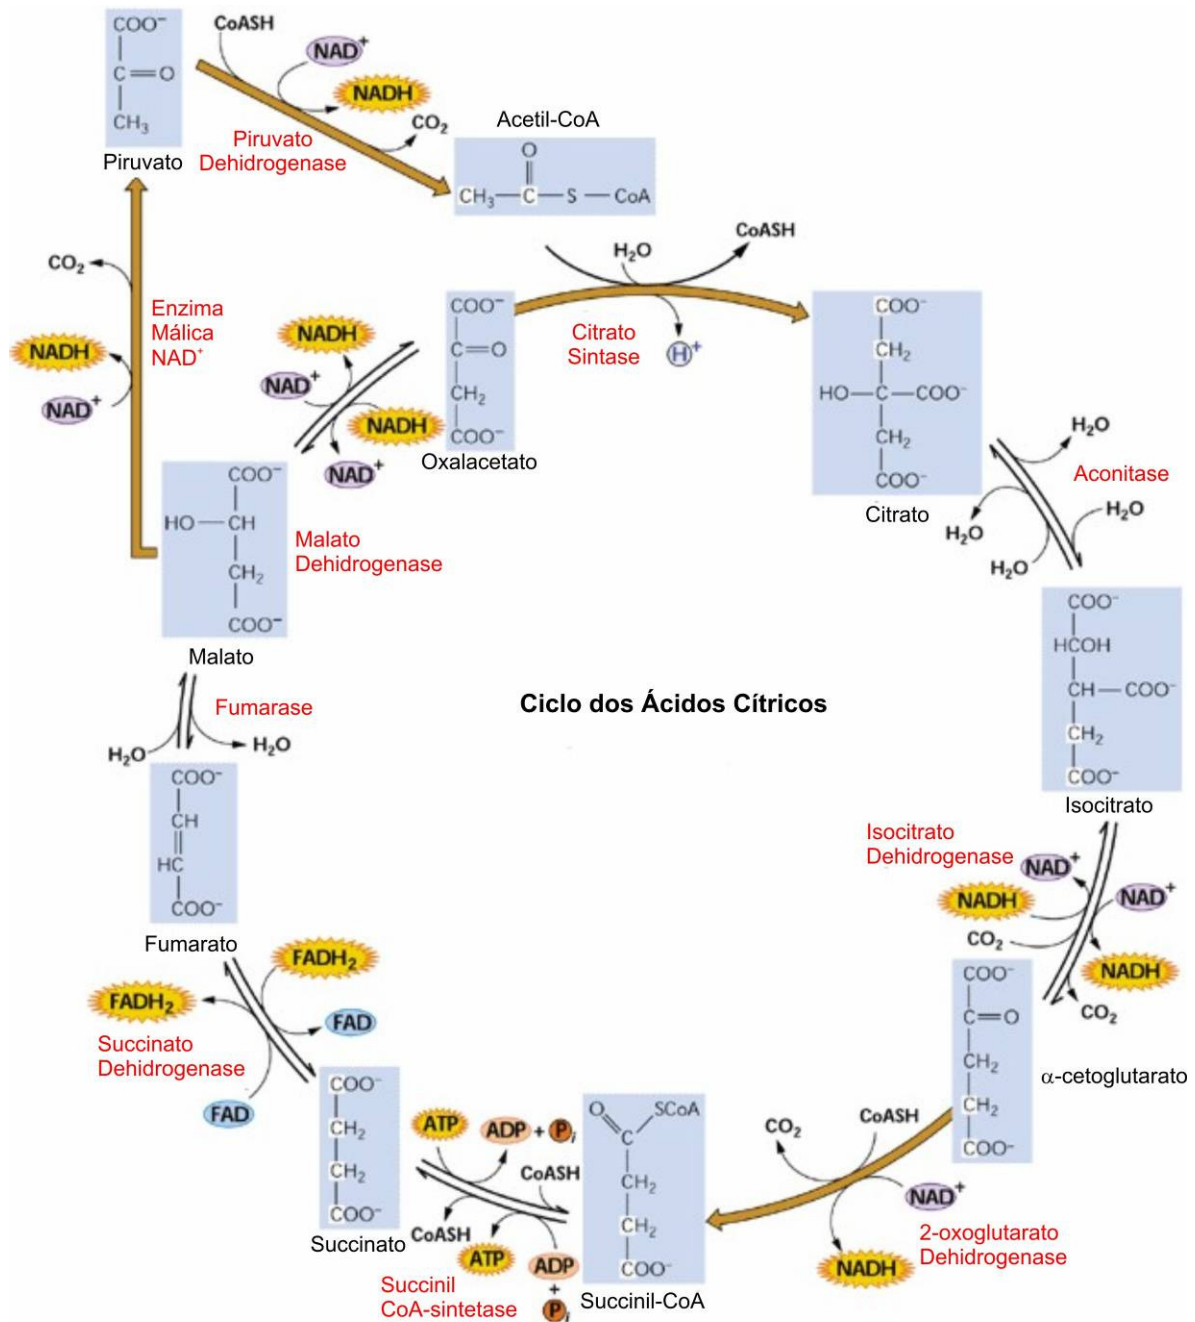 COO⁻
C=O
CH₃
Piruvato
CoASH
NAD⁺
NADH
CO₂
Piruvato
Dehidrogenase
Acetil-CoA
O
CH₃—C—S—CoA
CO₂
NADH
NAD⁺
Enzima
Málica
NAD⁺
NADH
NAD⁺
NADH
NAD⁺
COO⁻
C=O
CH₂
COO⁻
Oxalacetato
H₂O
CoASH
Citrato
Sintase
H⁺
COO⁻
CH₂
HO—C—COO⁻
CH₂
COO⁻
Citrato
H₂O
Aconitase
H₂O
H₂O
H₂O
COO⁻
HO—CH
CH₂
COO⁻
Malato
Malato
Dehidrogenase
COO⁻
HCOH
CH—COO⁻
CH₂
COO⁻
Isocitrato
Ciclo dos Ácidos Cítricos
Fumarase
H₂O
H₂O
COO⁻
CH
HC
COO⁻
Fumarato
Isocitrato
Dehidrogenase
NAD⁺
NADH
CO₂
NAD⁺
NADH
CO₂
COO⁻
C=O
CH₂
CH₂
COO⁻
α-cetoglutarato
FADH₂
FADH₂
FAD
Succinato
Dehidrogenase
FAD
COO⁻
CH₂
CH₂
COO⁻
Succinato
ATP
ADP + Pi
CoASH
CoASH
ATP
ADP
+
Pi
Succinil
CoA-sintetase
O
SCoA
C
CH₂
CH₂
COO⁻
Succinil-CoA
CO₂
CoASH
NAD⁺
NADH
2-oxoglutarato
Dehidrogenase